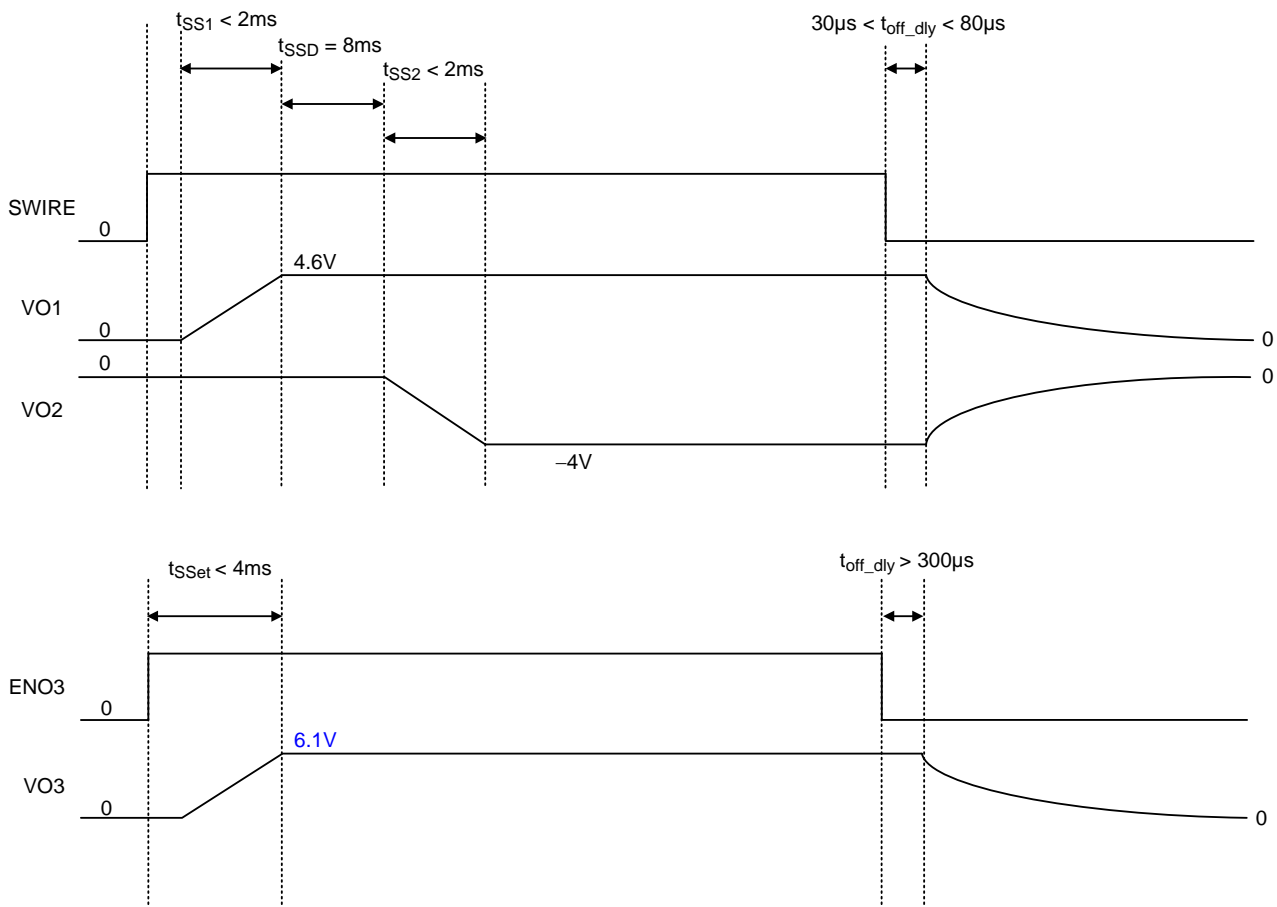 tSS1 < 2ms
30µs < toff_dly < 80µs
tSSD = 8ms
tSS2 < 2ms
SWIRE
0
4.6V
VO1
0
0
0
0
VO2
−4V
tSSet < 4ms
toff_dly > 300µs
ENO3
0
6.1V
VO3
0
0